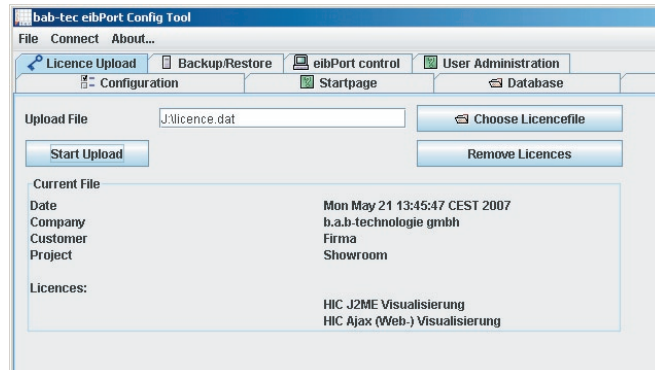 bab-tec eibPort Config Tool
File Connect About...
Licence Upload Backup/Restore eibPort control User Administration
Configuration Startpage Database
Upload File J:\licence.dat Choose Licencefile
Start Upload Remove Licences
Current File
Date Mon May 21 13:45:47 CEST 2007
Company b.a.b-technologie gmbh
Customer Firma
Project Showroom
Licences:
HIC J2ME Visualisierung
HIC Ajax (Web-) Visualisierung